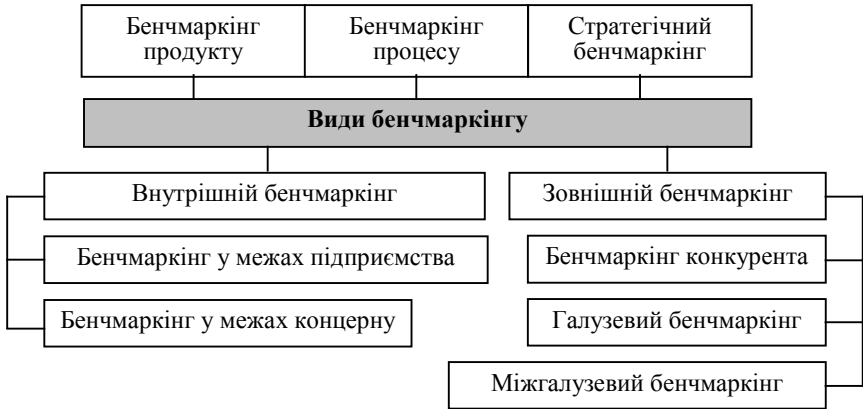 Бенчмаркінг
продукту
Бенчмаркінг
процесу
Стратегічний
бенчмаркінг
Види бенчмаркінгу
Внутрішній бенчмаркінг
Зовнішній бенчмаркінг
Бенчмаркінг у межах підприємства
Бенчмаркінг конкурента
Бенчмаркінг у межах концерну
Галузевий бенчмаркінг
Міжгалузевий бенчмаркінг